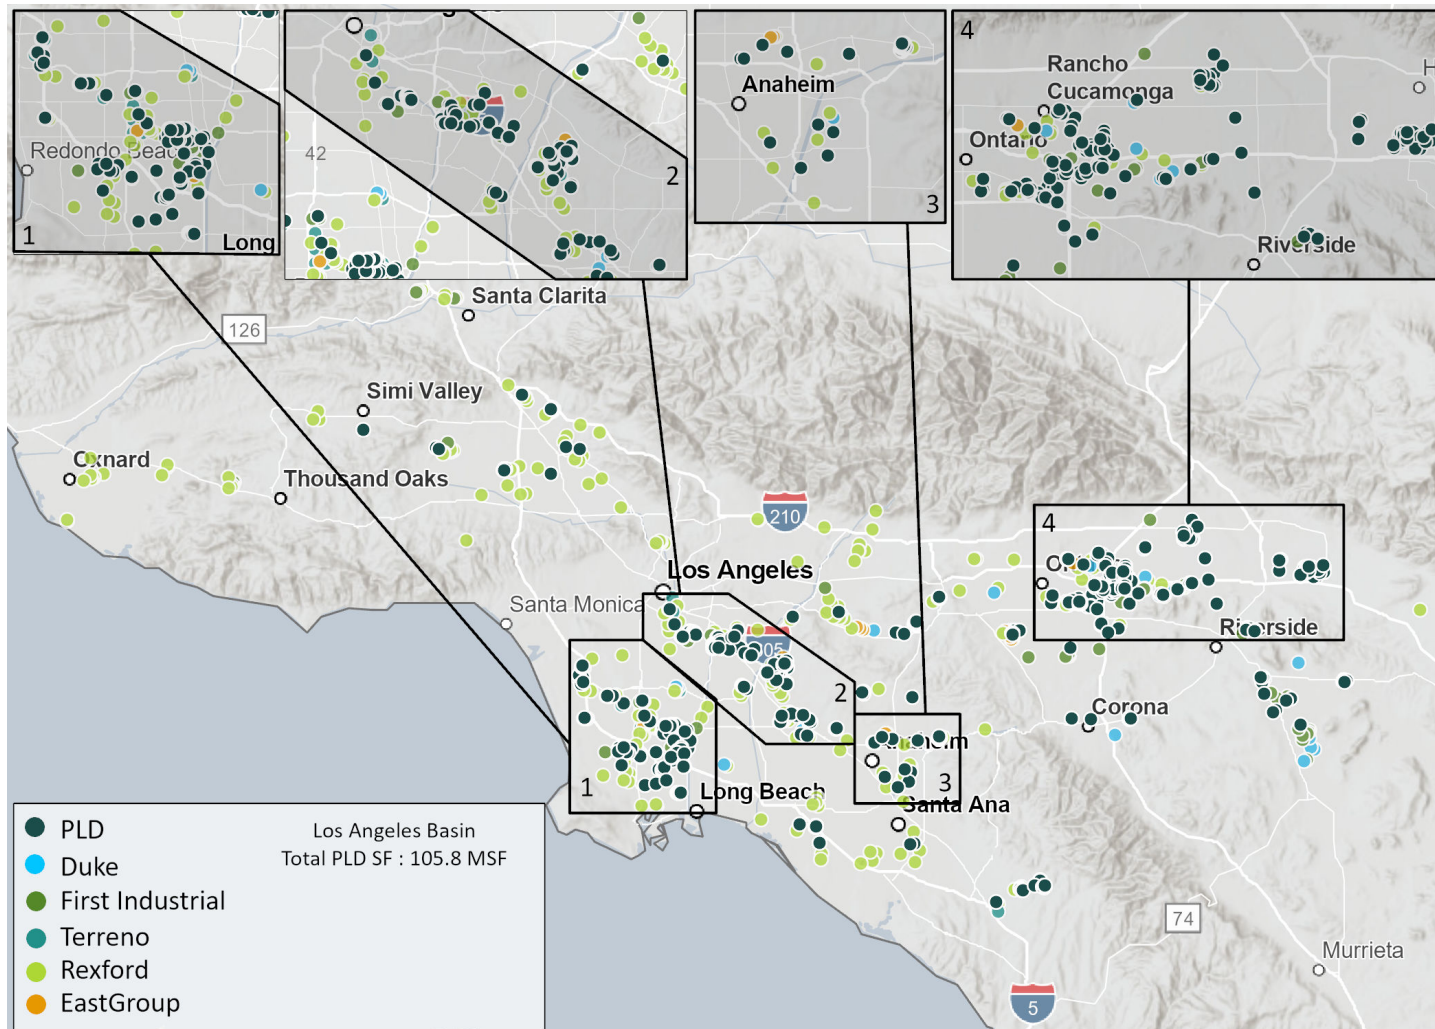 4
Rancho
Cucamonga
Anaheim
Ontario
Redondo Beac
42
2
3
1
Long
Riverside
H
Santa Clarita
126
Simi Valley
Oxnard
Thousand Oaks
210
4
Los Angeles
Santa Monica
Riverside
2
Corona
Anaheim
1
Long Beach
3
Santa Ana
PLD
Los Angeles Basin
Duke
Total PLD SF : 105.8 MSF
First Industrial
Terreno
Rexford
EastGroup
74
Murrieta
5